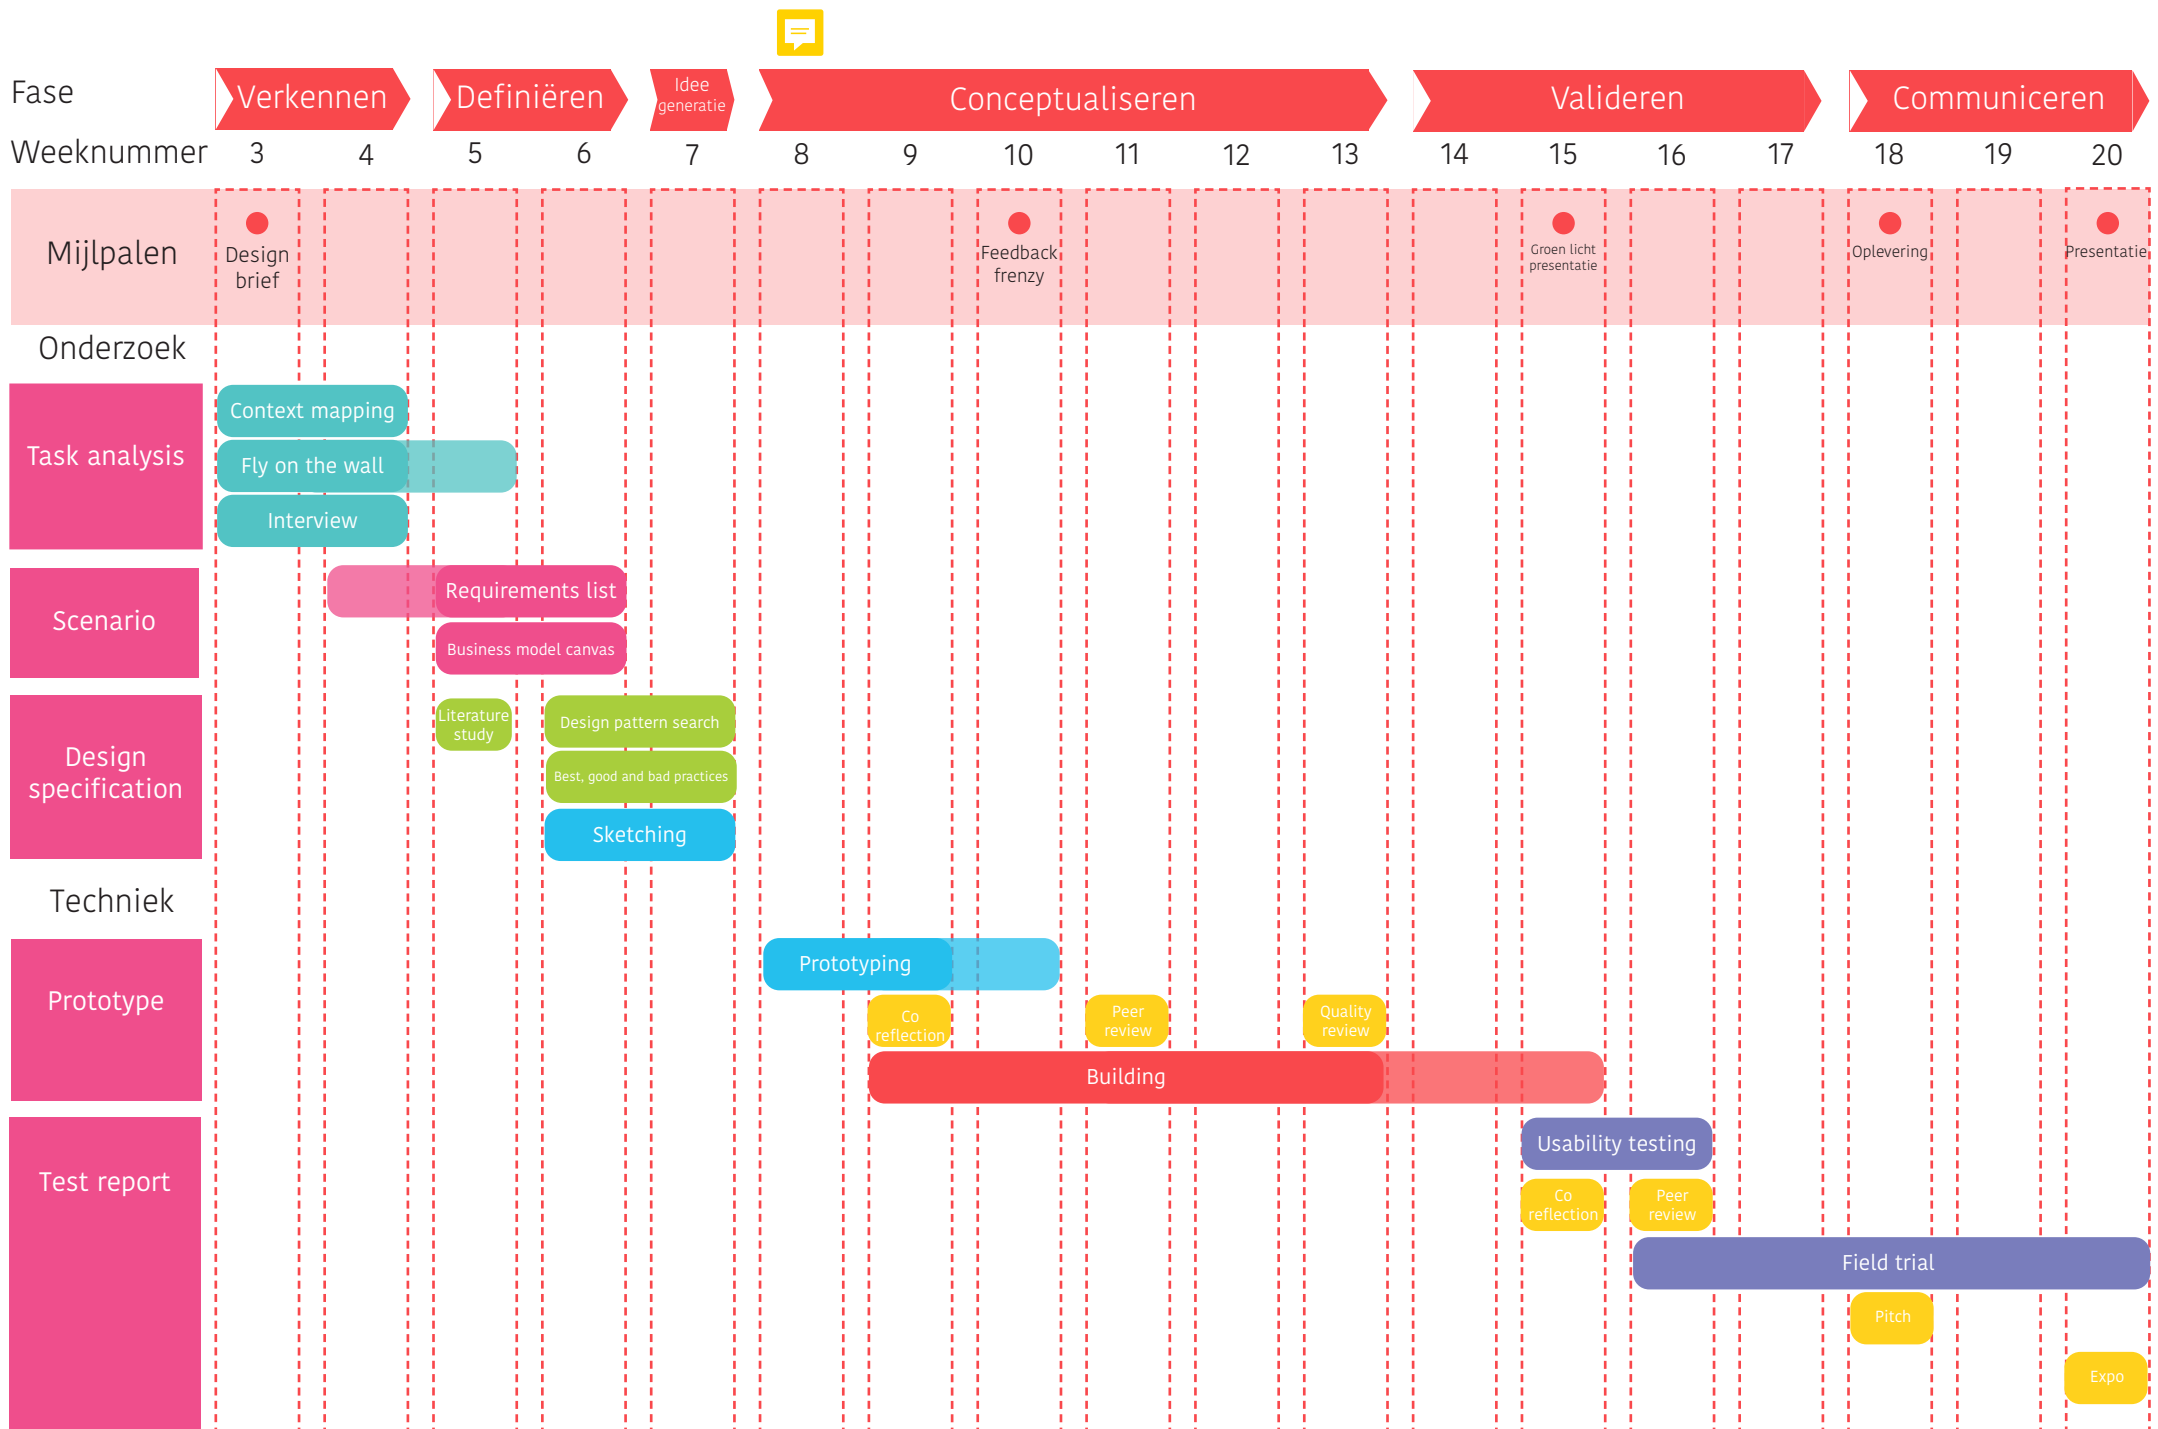 Fase
Verkennen
Definiëren
Idee
generatie
Conceptualiseren
Valideren
Communiceren
Weeknummer 3 4 5 6 7 8 9 10 11 12 13 14 15 16 17 18 19 20
Mijlpalen
Design
brief
Feedback
frenzy
Groen licht
presentatie
Oplevering
Presentatie
Onderzoek
Task analysis
Context mapping
Fly on the wall
Interview
Scenario
Requirements list
Business model canvas
Design
specification
Literature
study
Design pattern search
Best, good and bad practices
Sketching
Techniek
Prototype
Prototyping
Co
reflection
Peer
review
Quality
review
Building
Test report
Usability testing
Co
reflection
Peer
review
Field trial
Pitch
Expo